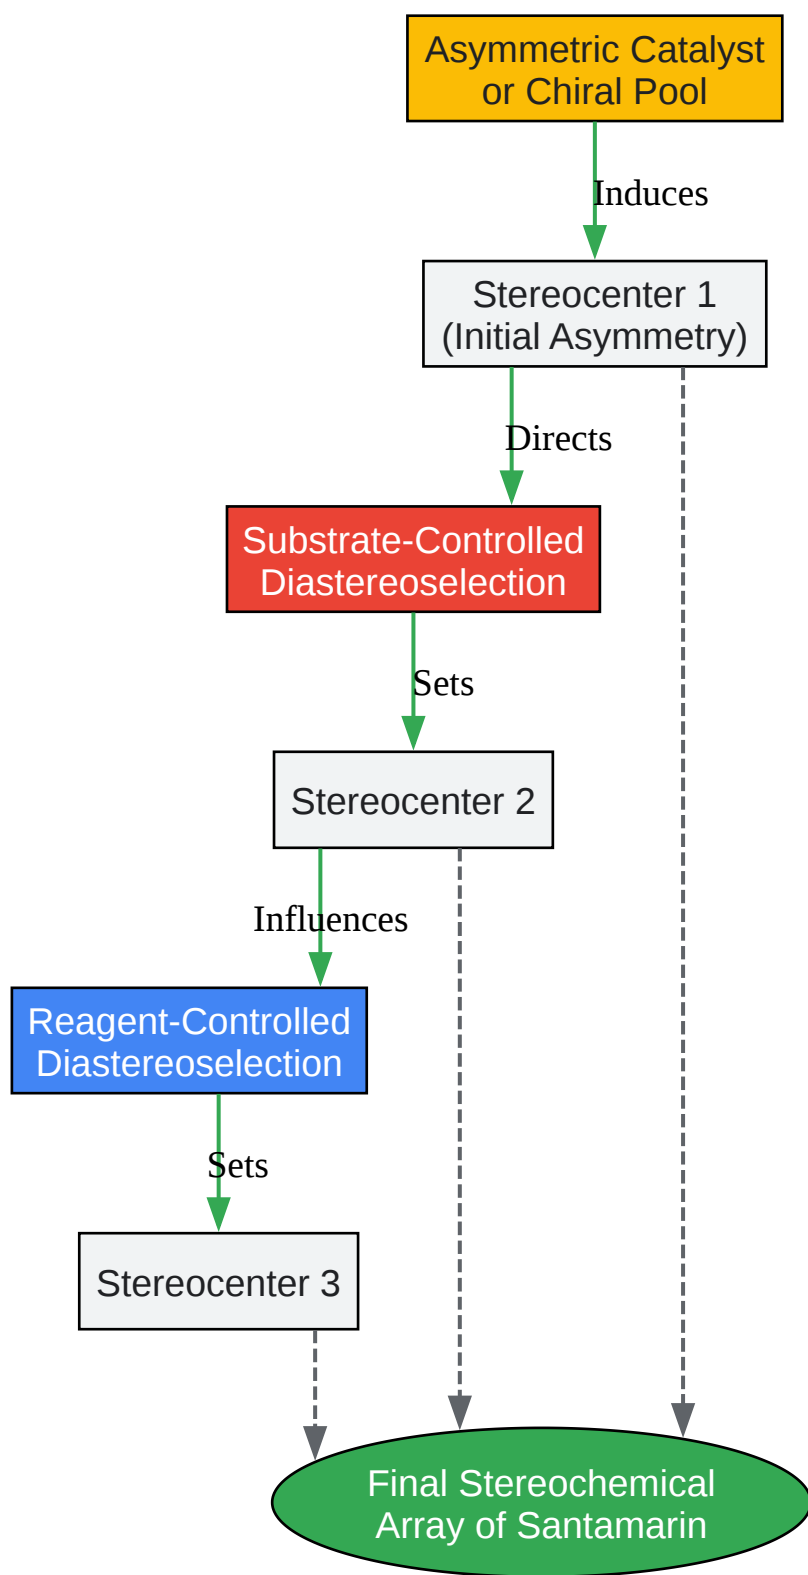 Asymmetric Catalyst
or Chiral Pool
Induces
Stereocenter 1
(Initial Asymmetry)
Directs
Substrate-Controlled
Diastereoselection
Sets
Stereocenter 2
Influences
Reagent-Controlled
Diastereoselection
Sets
Stereocenter 3
Final Stereochemical
Array of Santamarin